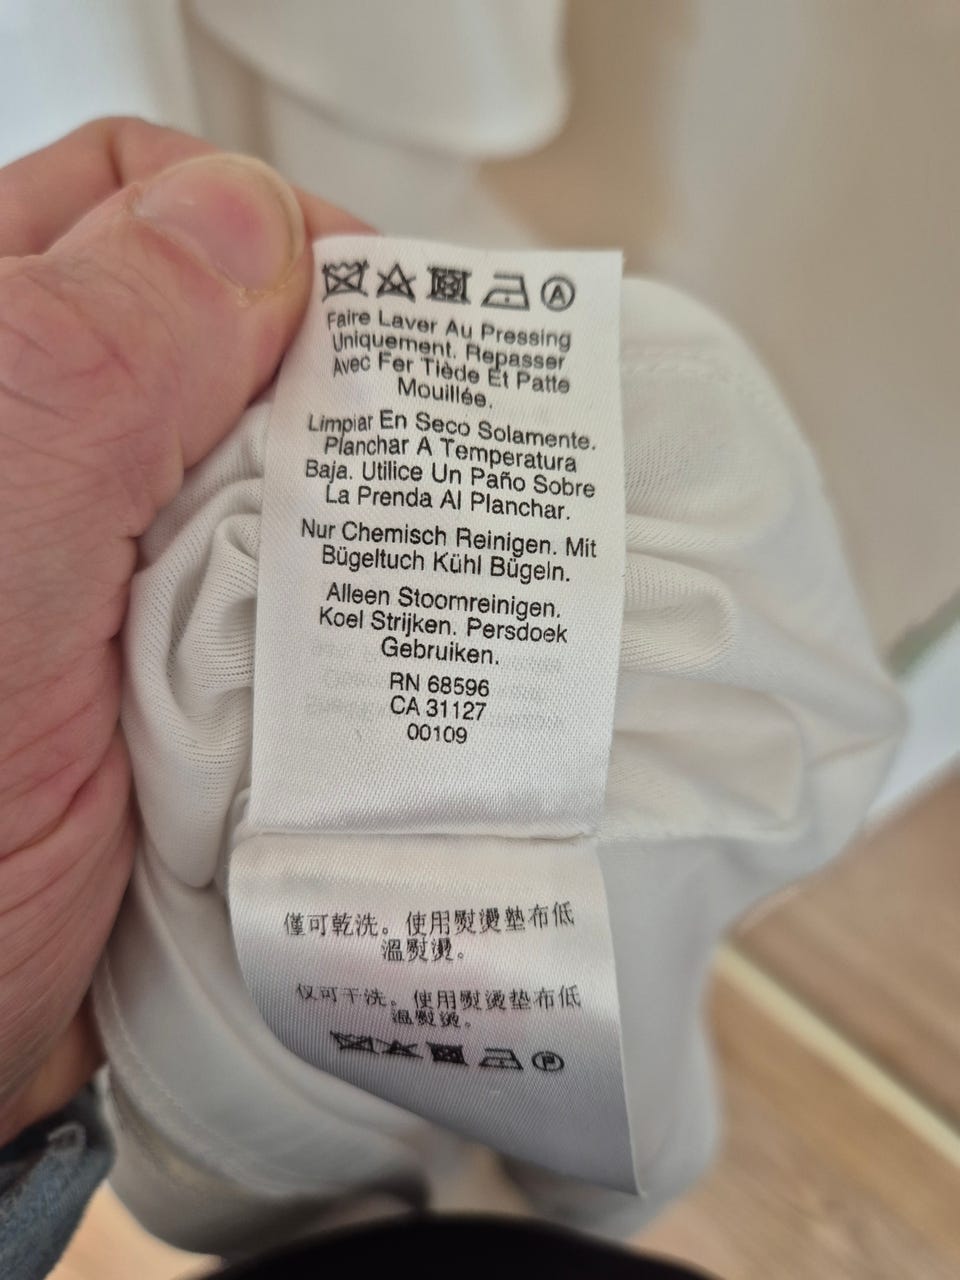 Faire Laver Au Pressing
Uniquement. Repasser
Avec Fer Tiède Et Patte
Mouillée.
Limpiar En Seco Solamente.
Planchar A Temperatura
Baja. Utilice Un Paño Sobre
La Prenda Al Planchar.
Nur Chemisch Reinigen. Mit
Bügeltuch Kühl Bügeln.
Alleen Stoomreinigen.
Koel Strijken. Persdoek
Gebruiken.
RN 68596
CA 31127
00109
僅可乾洗。使用熨燙墊布低
溫熨燙。
仅可干洗。使用熨烫垫布低
温熨烫。